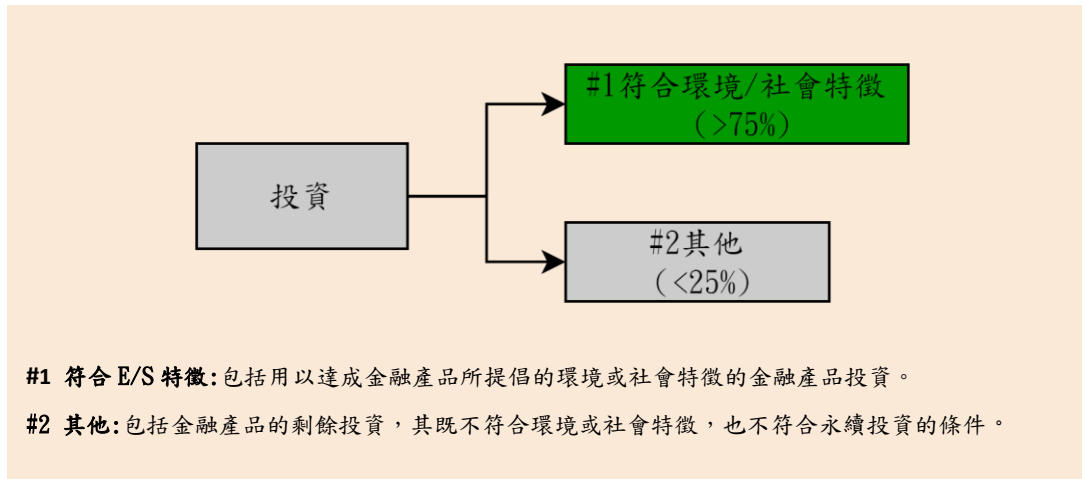 #1符合環境/社會特徵
(>75%)
投資
#2其他
(<25%)
#1 符合 E/S 特徵:包括用以達成金融產品所提倡的環境或社會特徵的金融產品投資。
#2 其他:包括金融產品的剩餘投資，其既不符合環境或社會特徵，也不符合永續投資的條件。